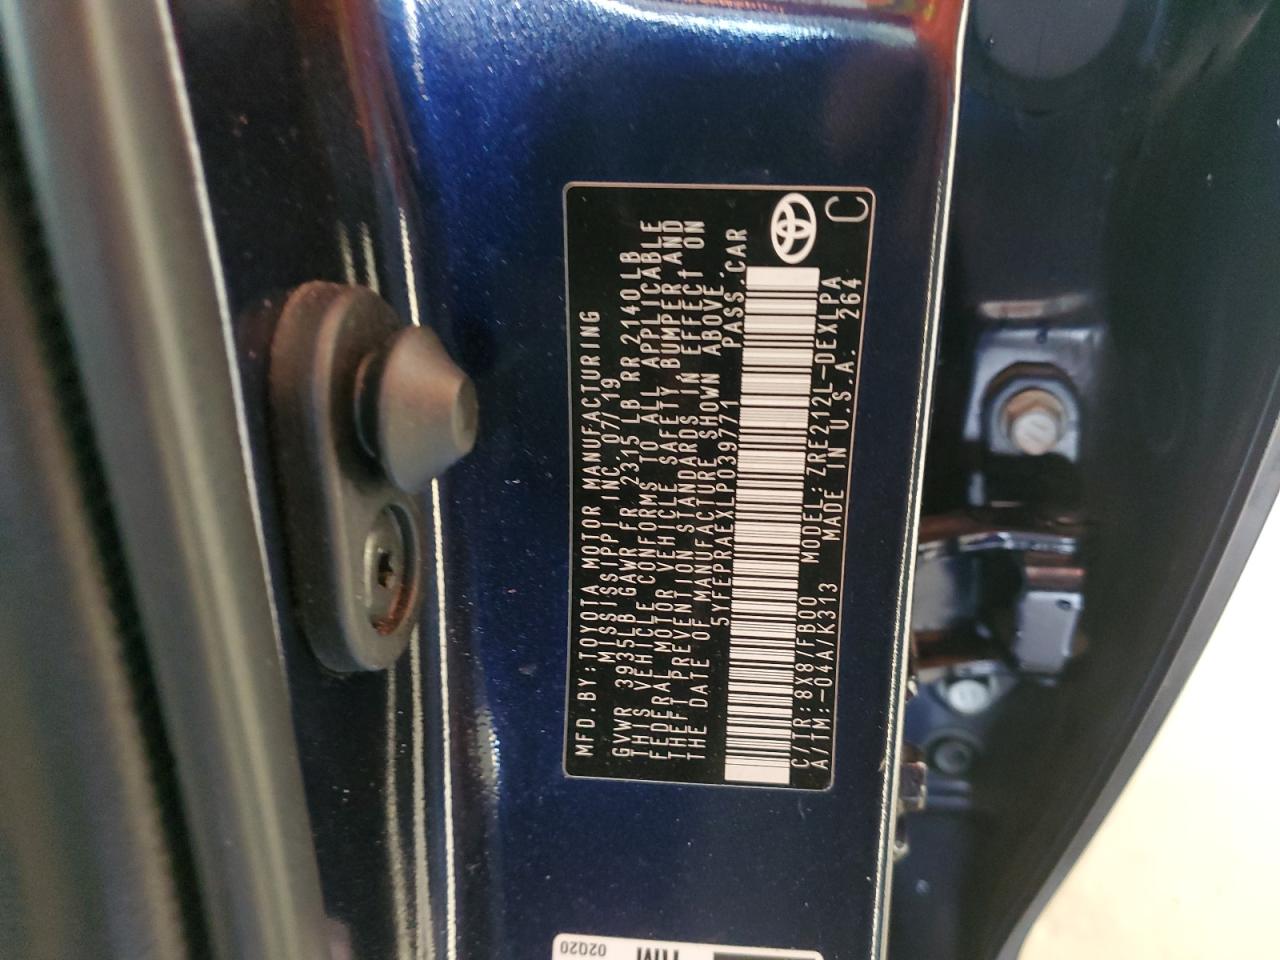 MFD.BY:TOYOTA MOTOR MANUFACTURING
MISSISSIPPI INC. 07/19
GVWR 3935LB GAWR FR 2315 LB RR 2140 LB
THIS VEHICLE CONFORMS TO ALL APPLICABLE
FEDERAL MOTOR VEHICLE SAFETY BUMPER AND
THEFT PREVENTION STANDARDS IN EFFECT ON
THE DATE OF MANUFACTURE SHOWN ABOVE.
5YFEPRAEXLP039771 PASS.CAR
C/TR:8X8/FB00 MODEL:ZRE212L-DEXLPA
A/TM:-04A/K313 MADE IN U.S.A. 264
C
02020